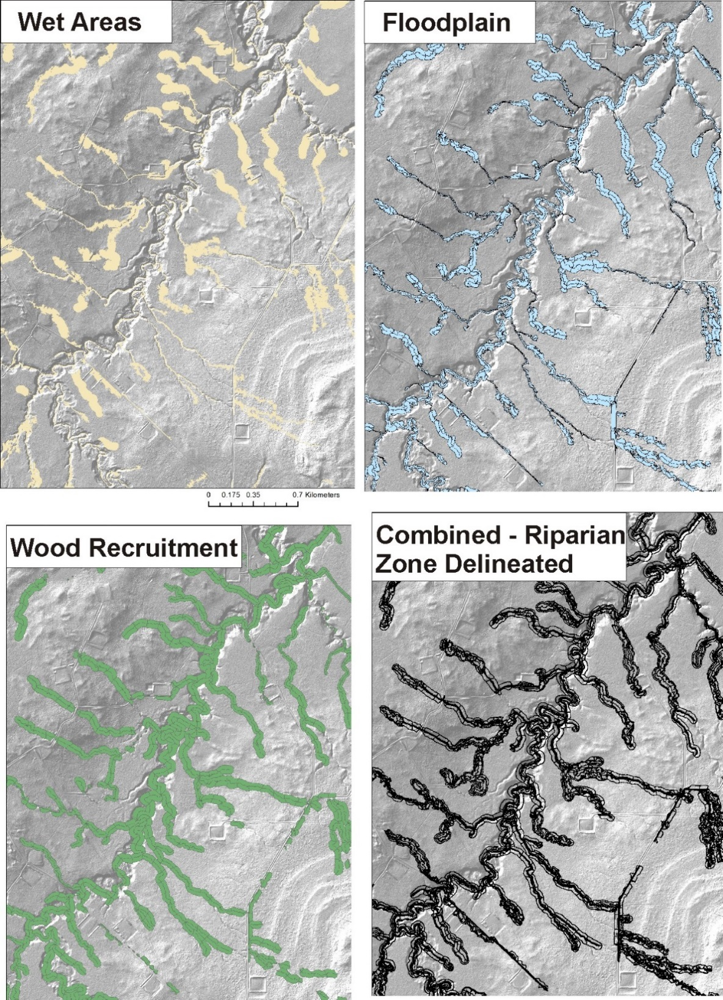 Wet Areas
Floodplain
0 0.175 0.35 0.7 Kilometers
Wood Recruitment
Combined - Riparian
Zone Delineated